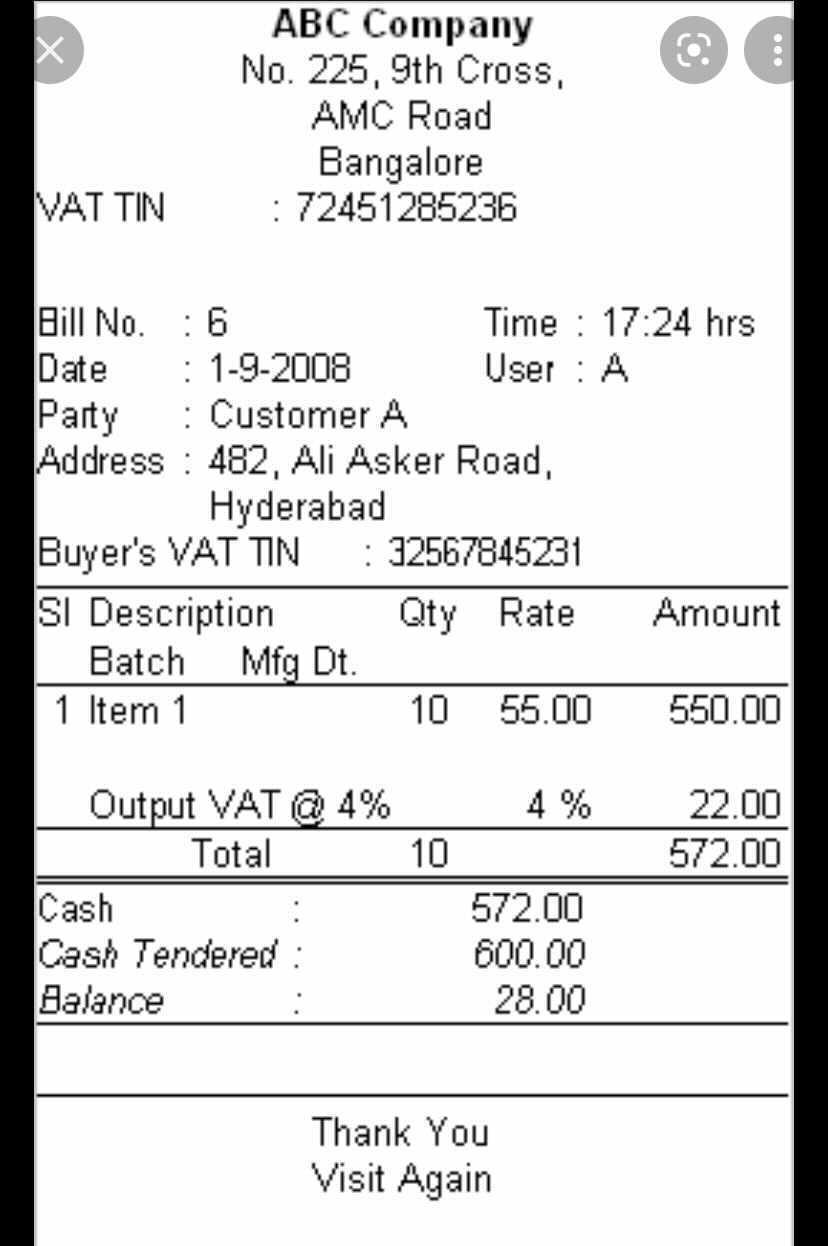 ABC Company
No. 225, 9th Cross,
AMC Road
Bangalore
VAT TIN : 72451285236
Bill No. : 6 Time : 17:24 hrs
Date : 1-9-2008 User : A
Party : Customer A
Address : 482, Ali Asker Road,
Hyderabad
Buyer's VAT TIN : 32567845231
Sl Description Qty Rate Amount
Batch Mfg Dt.
1 Item 1 10 55.00 550.00
Output VAT @ 4% 4 % 22.00
Total 10 572.00
Cash : 572.00
Cash Tendered : 600.00
Balance : 28.00
Thank You
Visit Again